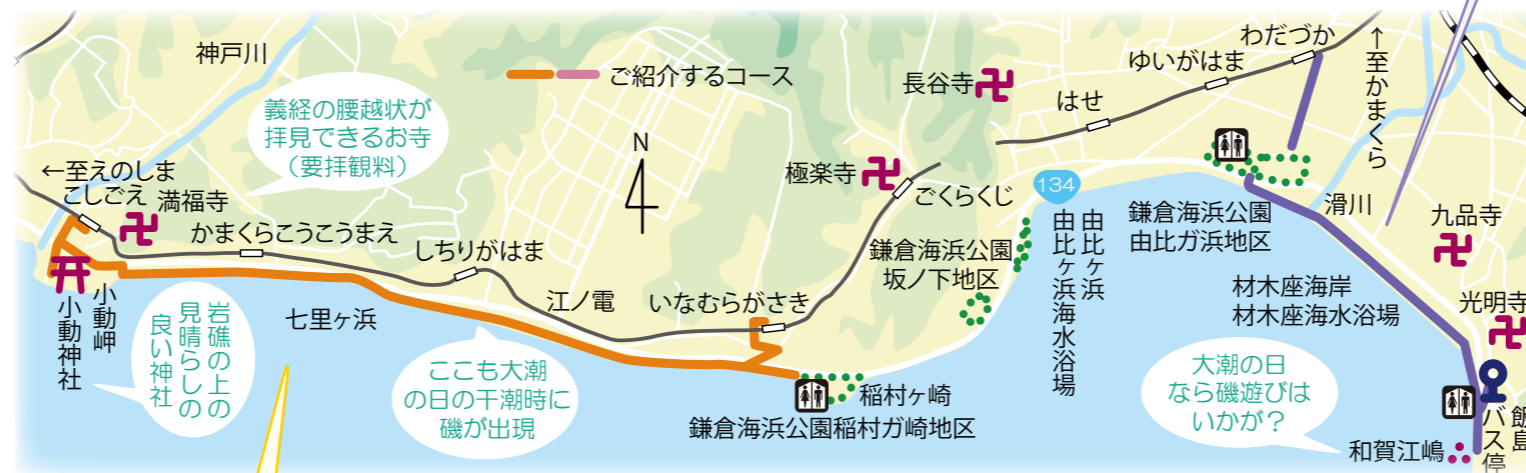 神戸川
義経の腰越状が
拝見できるお寺
（要拝観料）
ご紹介するコース
N
長谷寺
わだづか
ゆいがはま
はせ
↑至かまくら
←至えのしま
こしごえ
満福寺
かまくらこうこうまえ
しちりがはま
極楽寺
ごくらくじ
134
鎌倉海浜公園
坂ノ下地区
由比ヶ浜
由比ヶ浜海水浴場
鎌倉海浜公園
由比ガ浜地区
滑川
九品寺
材木座海岸
材木座海水浴場
光明寺
小動岬
小動神社
岩礁の上の
見晴らしの
良い神社
七里ヶ浜
江ノ電
いなむらがさき
ここも大潮
の日の干潮時に
磯が出現
稲村ヶ崎
鎌倉海浜公園稲村ガ崎地区
大潮の日
なら磯遊びは
いかが？
和賀江嶋
飯島
バス停